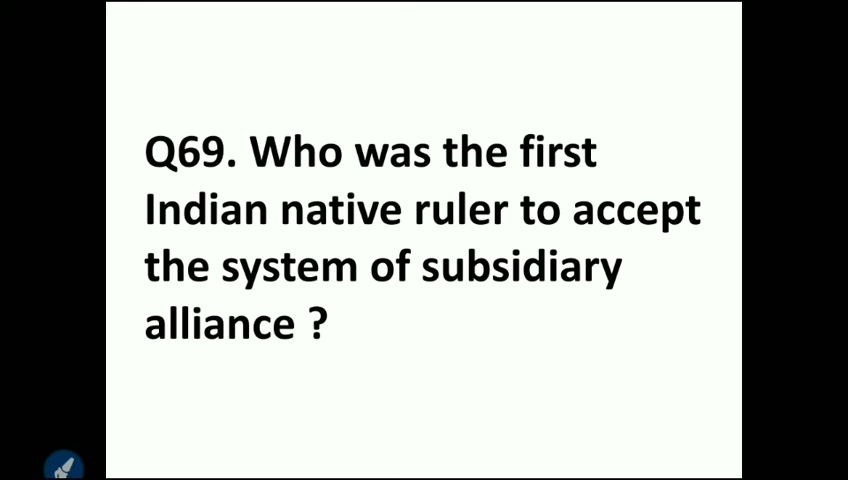 Q69. Who was the first
Indian native ruler to accept
the system of subsidiary
alliance ?